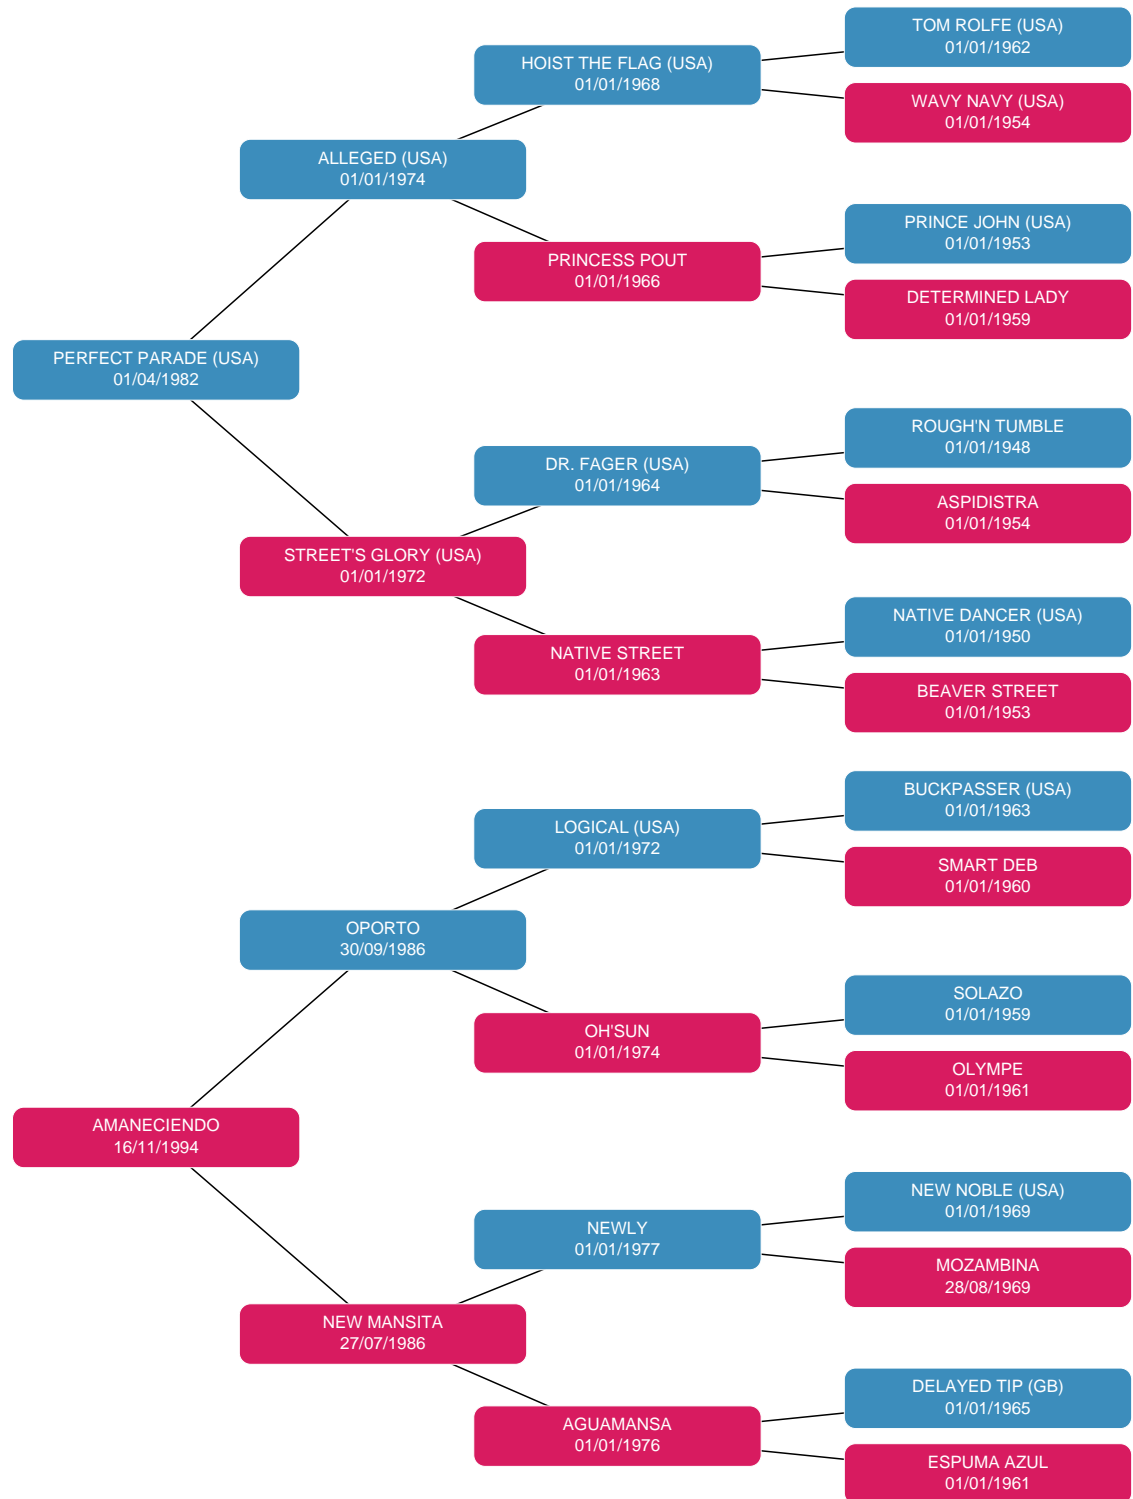 TOM ROLFE (USA)
01/01/1962
HOIST THE FLAG (USA)
01/01/1968
WAVY NAVY (USA)
01/01/1954
ALLEGED (USA)
01/01/1974
PRINCE JOHN (USA)
01/01/1953
PRINCESS POUT
01/01/1966
DETERMINED LADY
01/01/1959
PERFECT PARADE (USA)
01/04/1982
ROUGH'N TUMBLE
01/01/1948
DR. FAGER (USA)
01/01/1964
ASPIDISTRA
01/01/1954
STREET'S GLORY (USA)
01/01/1972
NATIVE DANCER (USA)
01/01/1950
NATIVE STREET
01/01/1963
BEAVER STREET
01/01/1953
BUCKPASSER (USA)
01/01/1963
LOGICAL (USA)
01/01/1972
SMART DEB
01/01/1960
OPORTO
30/09/1986
SOLAZO
01/01/1959
OH'SUN
01/01/1974
OLYMPE
01/01/1961
AMANECIENDO
16/11/1994
NEW NOBLE (USA)
01/01/1969
NEWLY
01/01/1977
MOZAMBINA
28/08/1969
NEW MANSITA
27/07/1986
DELAYED TIP (GB)
01/01/1965
AGUAMANSA
01/01/1976
ESPUMA AZUL
01/01/1961